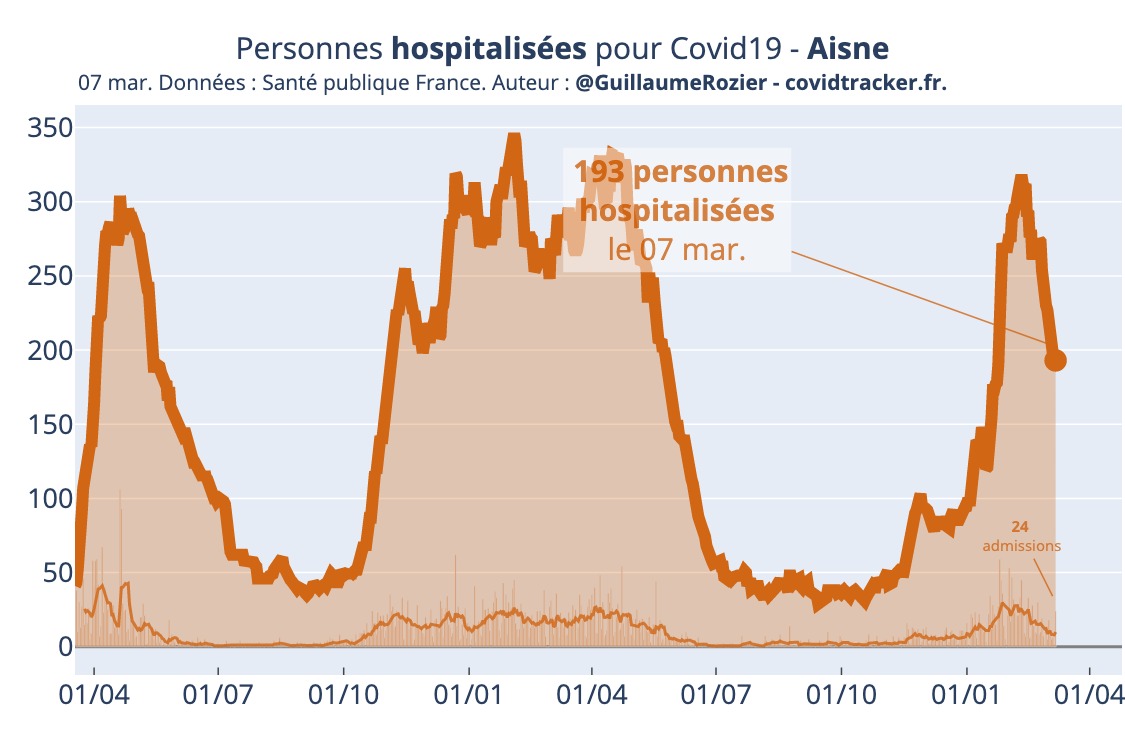 Personnes hospitalisées pour Covid19 - Aisne
07 mar. Données : Santé publique France. Auteur : @GuillaumeRozier - covidtracker.fr.
350
300
250
200
150
100
50
0
193 personnes
hospitalisées
le 07 mar.
24
admissions
01/04 01/07 01/10 01/01 01/04 01/07 01/10 01/01 01/04